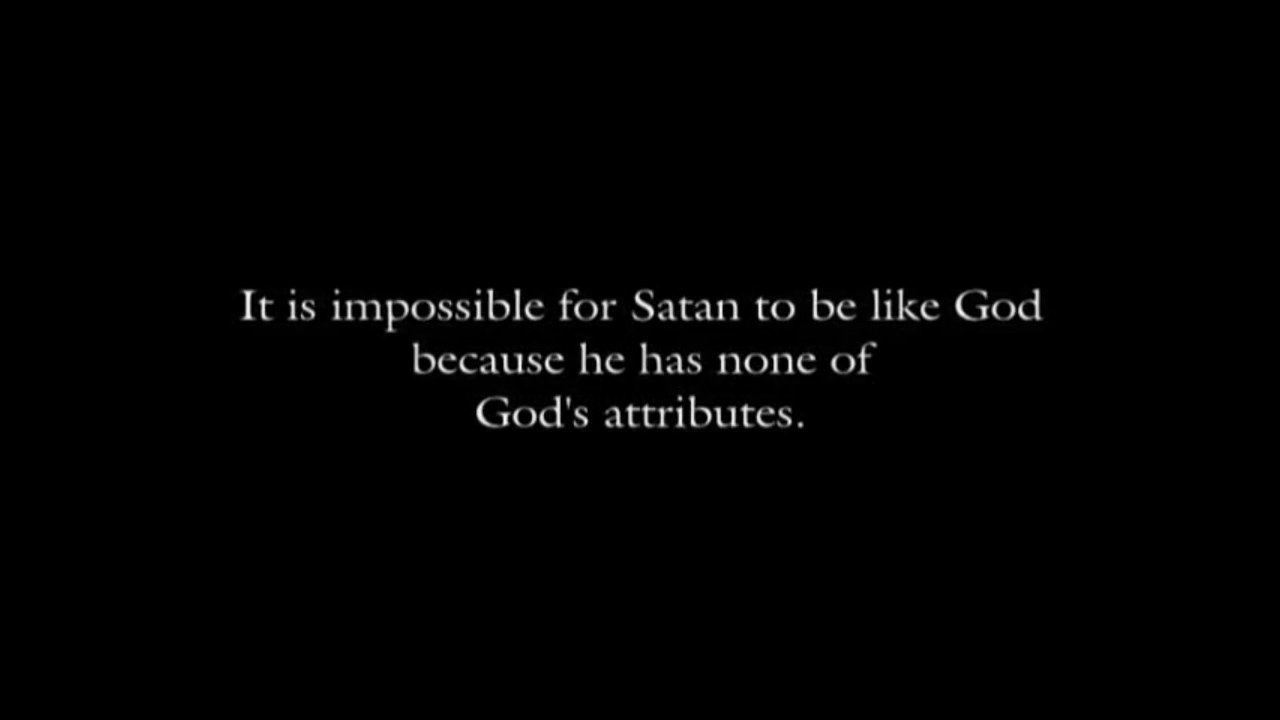 It is impossible for Satan to be like God
because he has none of
God's attributes.